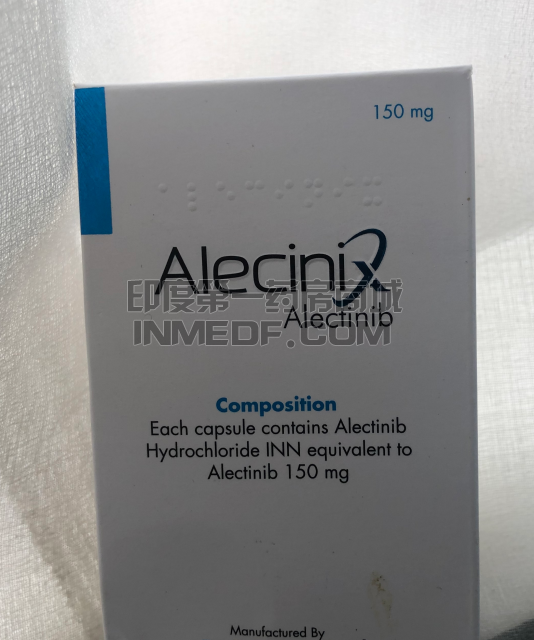 150 mg
Alecinix
印度第一药房商城
Alectinib
INMEDF.COM
Composition
Each capsule contains Alectinib
Hydrochloride INN equivalent to
Alectinib 150 mg
Manufactured By